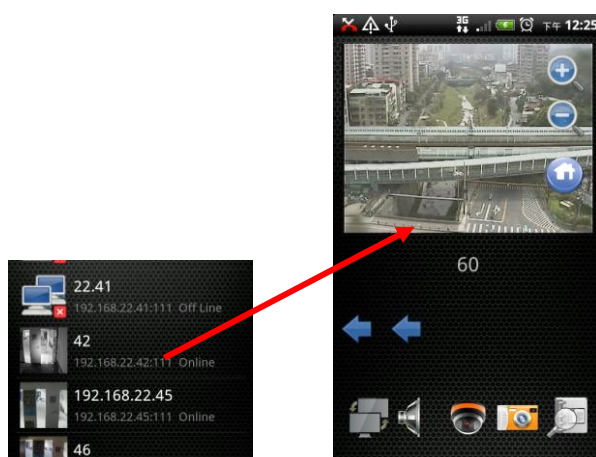 22.41
192.168.22.41:111 Off Line
42
192.168.22.42:111 Online
192.168.22.45
192.168.22.45:111 Online
46
3G
下午 12:25
60